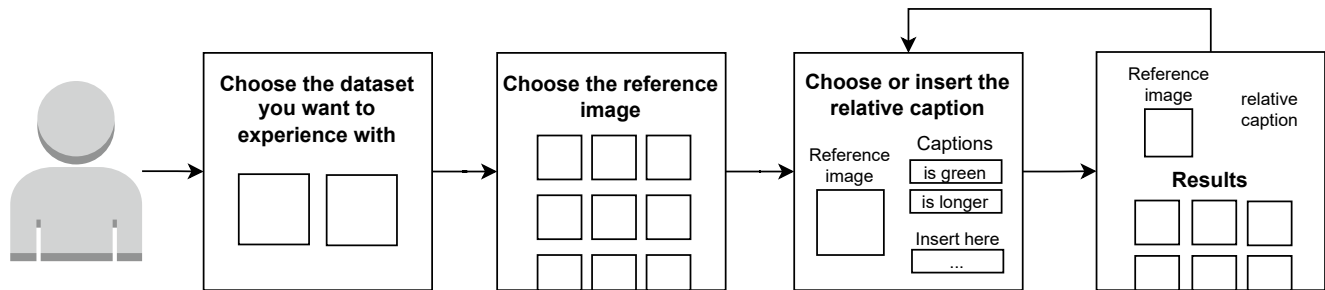 Choose the dataset
you want to
experience with
Choose the reference
image
Choose or insert the
relative caption
Reference
image
Captions
is green
is longer
Insert here
...
Reference
image
relative
caption
Results